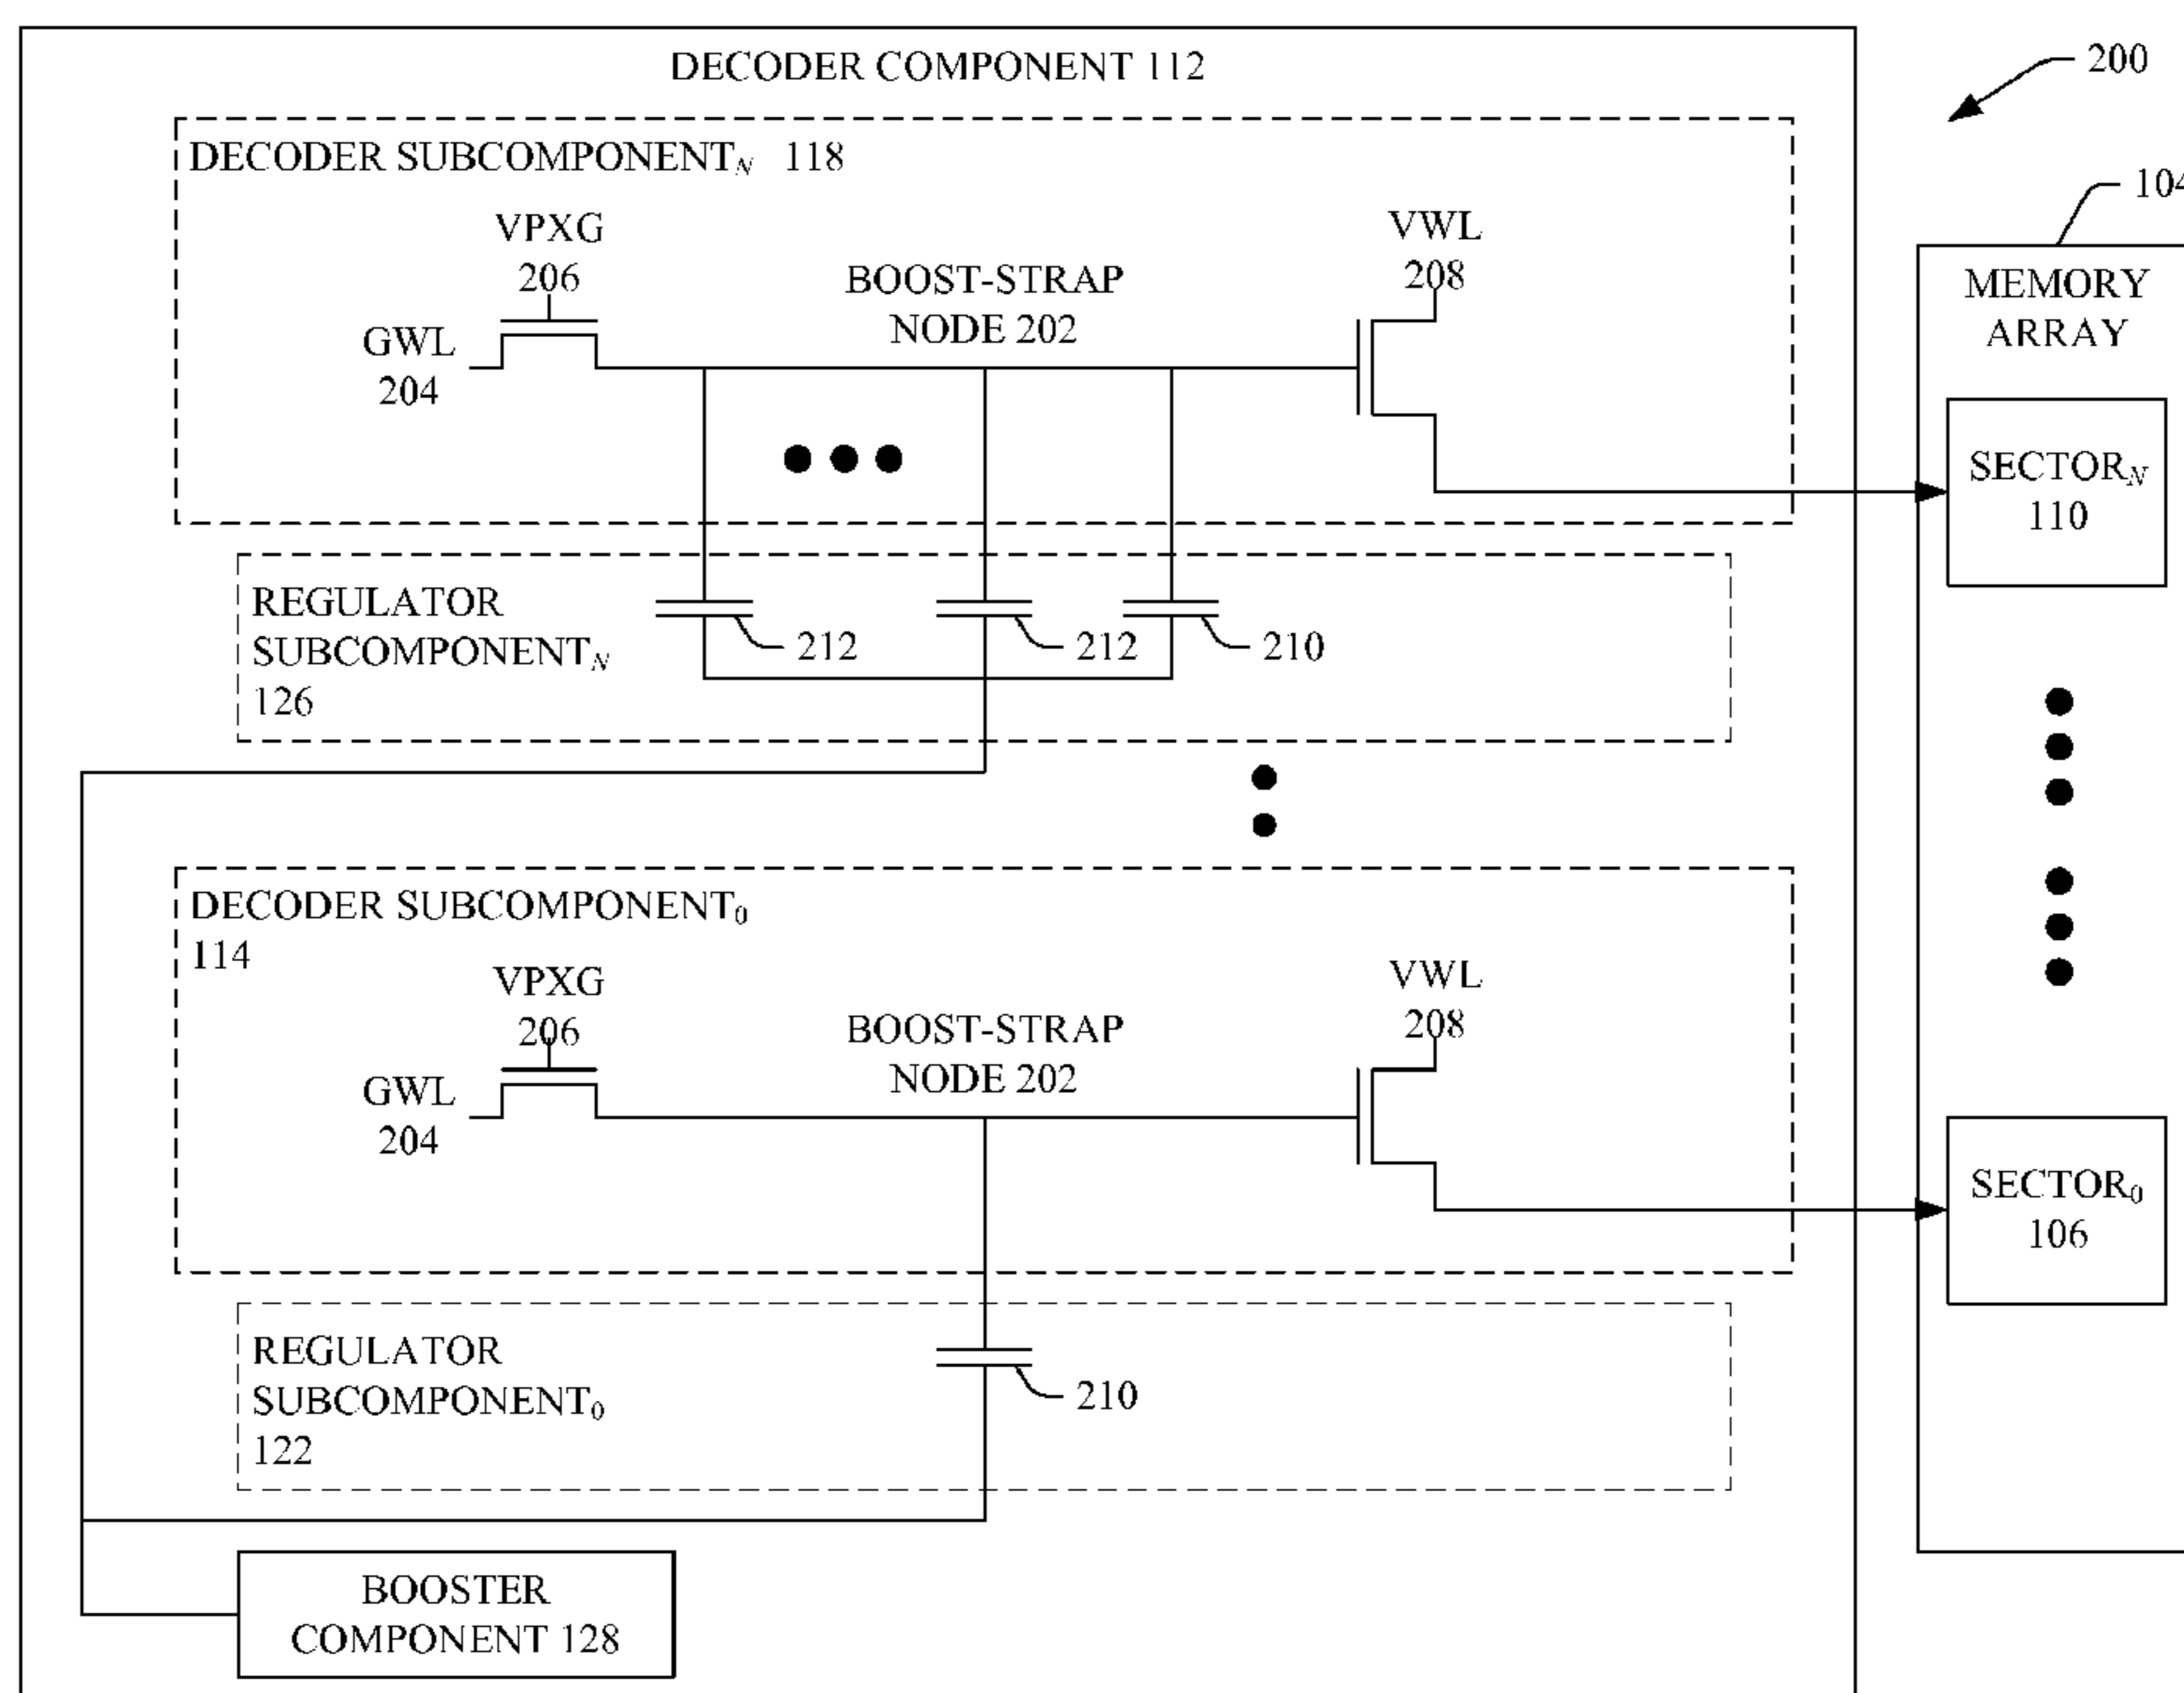 DECODER COMPONENT 112
200
DECODER SUBCOMPONENTN 118
104
VPXG
206
BOOST-STRAP
NODE 202
VWL
208
GWL
204
MEMORY
ARRAY
SECTORN
110
REGULATOR
SUBCOMPONENTN
126
212
212
210
DECODER SUBCOMPONENT0
114
VPXG
206
BOOST-STRAP
NODE 202
VWL
208
GWL
204
SECTOR0
106
REGULATOR
SUBCOMPONENT0
122
210
BOOSTER
COMPONENT 128